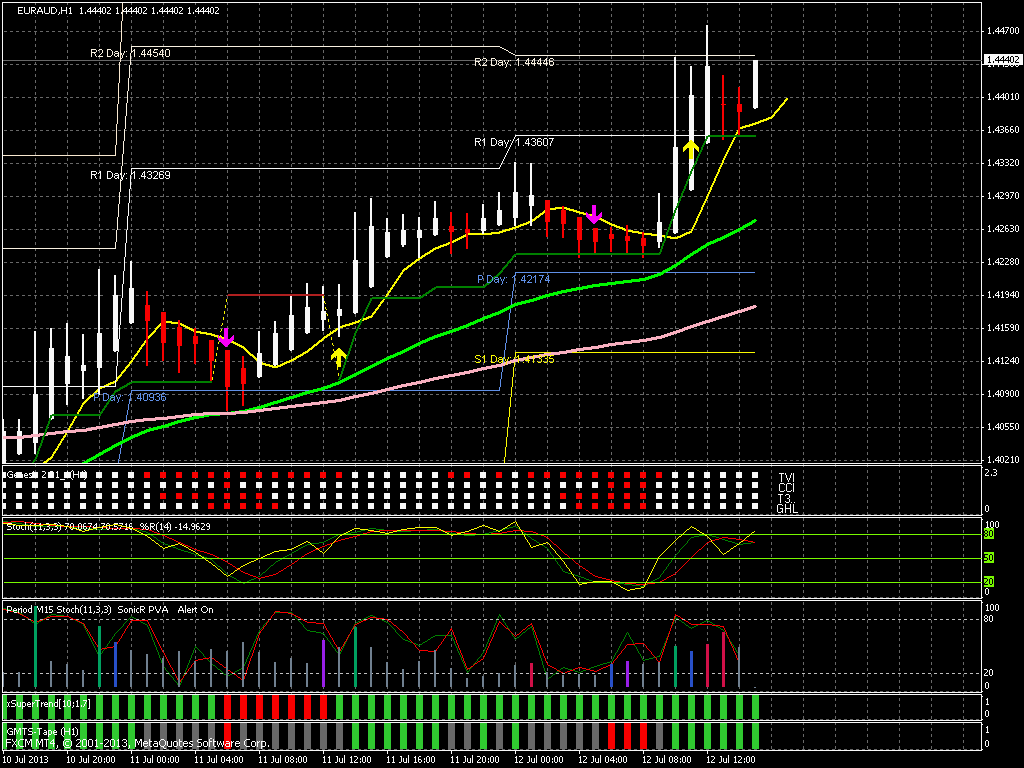 EURAUD,H1 1.44402 1.44402 1.44402 1.44402
1.44700
R2 Day: 1.44540
R2 Day: 1.44446
1.44402
1.44010
1.43660
R1 Day: 1.43607
1.43320
R1 Day: 1.43269
1.42970
1.42630
1.42280
P Day: 1.42174
1.41940
1.41590
S1 Day: 1.41335
1.41240
P Day: 1.40936
1.40900
1.40550
1.40210
2.3
TVI
CCI
T3
GHL
0
Stoch(11,3,3) 70.0674 70.5716 %R(14) -14.9629
100
80
50
20
0
Period M15 Stoch(11,3,3) SonicR PVA Alert On
100
80
20
0
xSuperTrend[10;1.7]
1
0
GMTS-Tape (H1)
1
FXCM MT4, © 2001-2013, MetaQuotes Software Corp.
0
10 Jul 2013 10 Jul 20:00 11 Jul 00:00 11 Jul 04:00 11 Jul 08:00 11 Jul 12:00 11 Jul 16:00 11 Jul 20:00 12 Jul 00:00 12 Jul 04:00 12 Jul 08:00 12 Jul 12:00